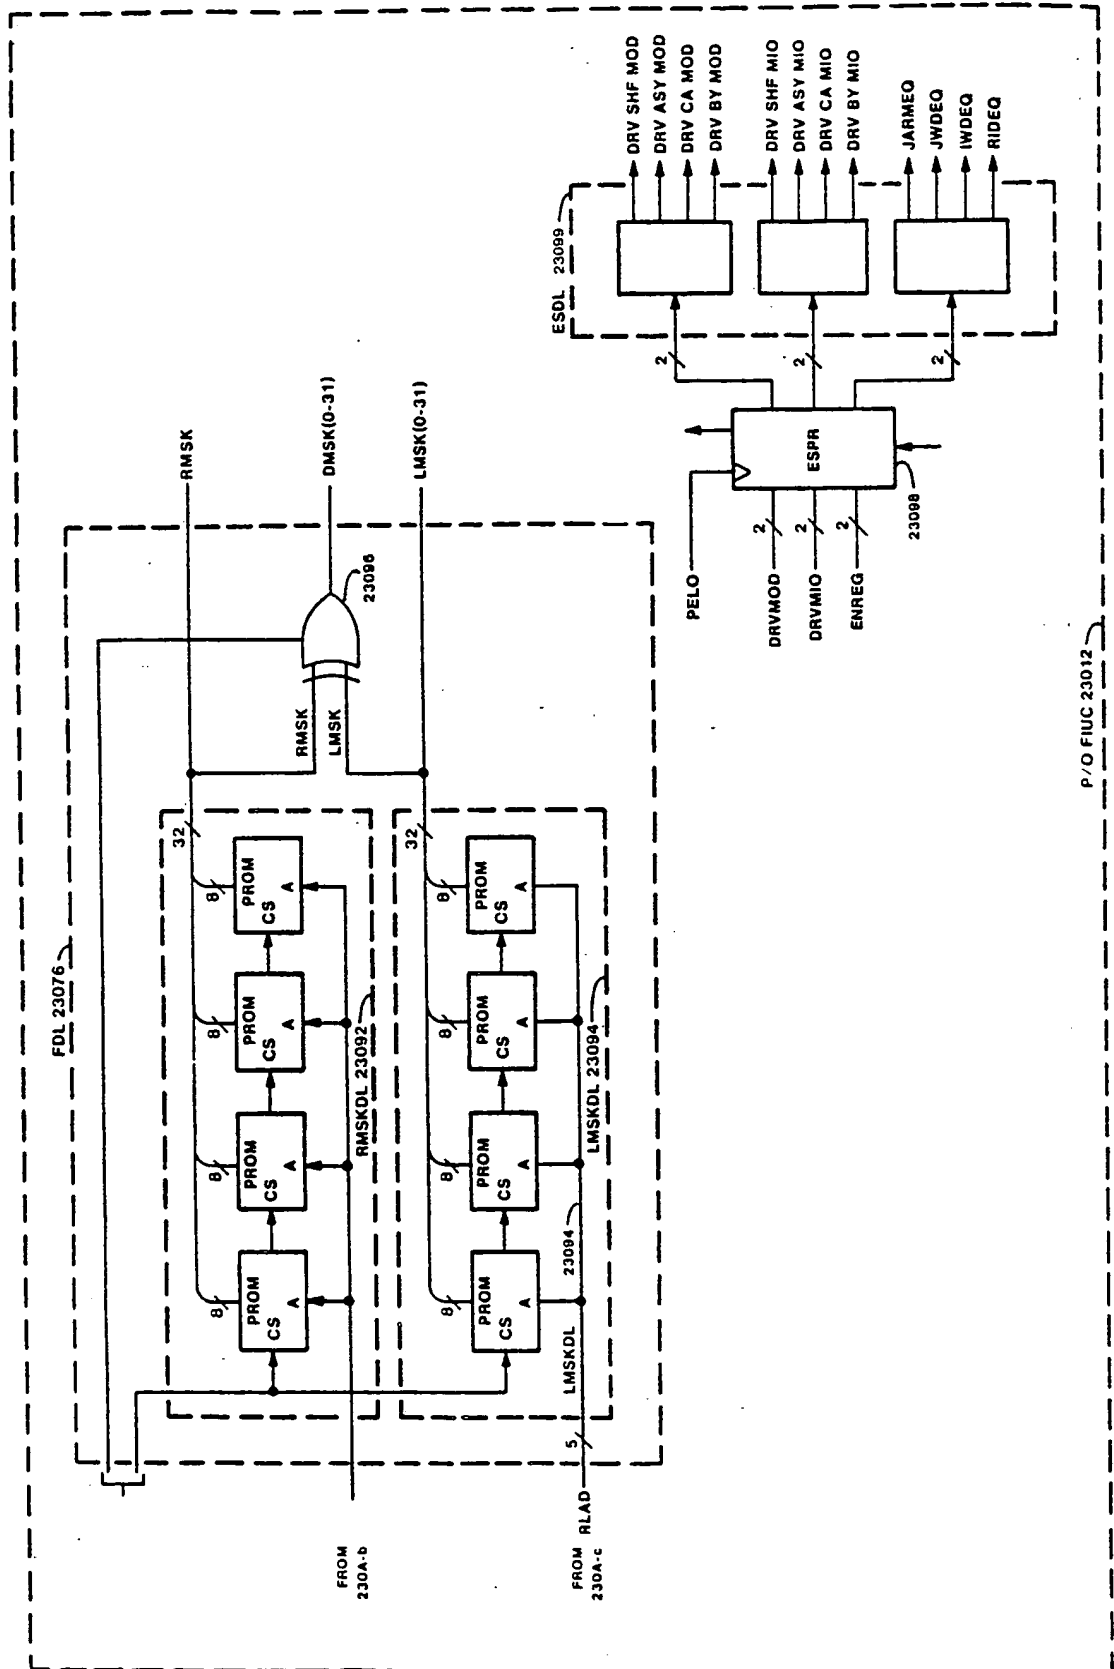 FDL 23076
RMSK
32
8
8
8
8
PROM
CS
A
PROM
CS
A
PROM
CS
A
PROM
CS
A
RMSKDL 23092
FROM
230A-b
RMSK
LMSK
23096
DMSK(0-31)
LMSK(0-31)
32
8
8
8
8
PROM
CS
A
PROM
CS
A
PROM
CS
A
PROM
CS
A
LMSKDL
23094
LMSKDL 23094
5
RLAD
FROM
230A-c
ESDL 23099
DRV SHF MOD
DRV ASY MOD
DRV CA MOD
DRV BY MOD
DRV SHF MIO
DRV ASY MIO
DRV CA MIO
DRV BY MIO
JARMEQ
JWDEQ
IWDEQ
RIDEQ
2
2
2
PELO
ESPR
23098
DRVMOD
2
DRVMIO
2
ENREG
2
P/O FIUC 23012